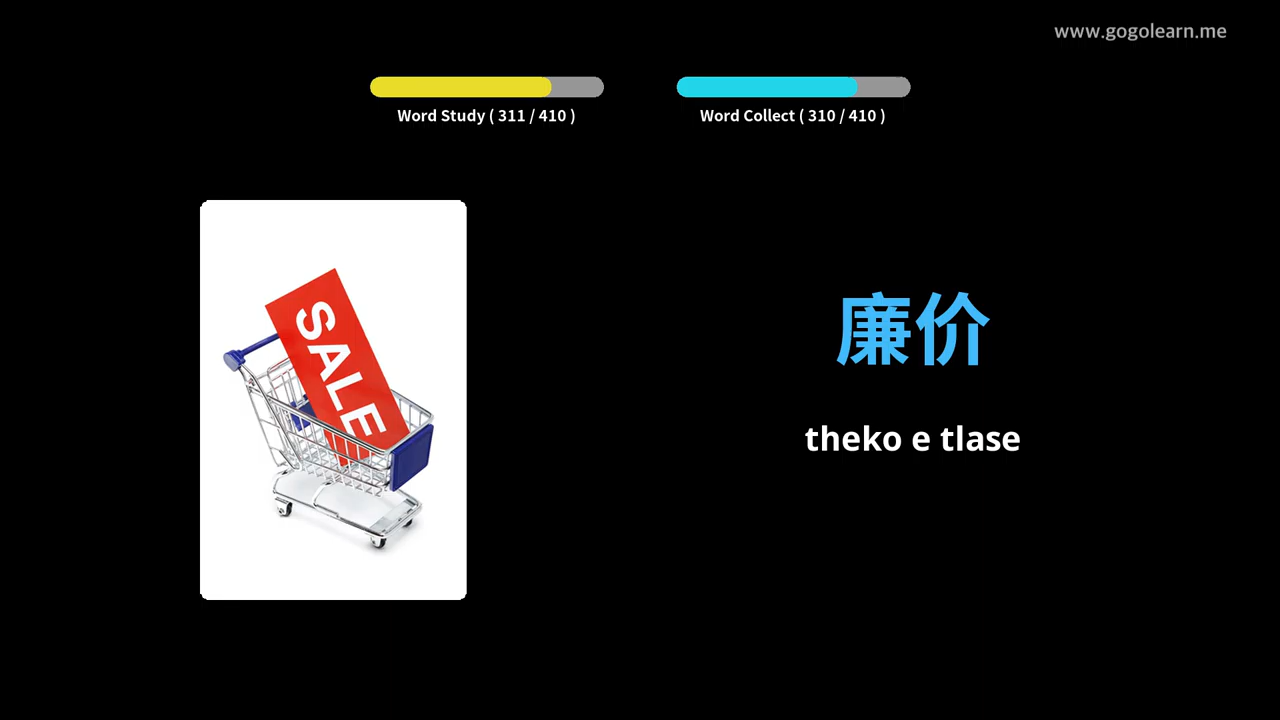 www.gogolearn.me
Word Study ( 311 / 410 )
Word Collect ( 310 / 410 )
SALE
廉价
theko e tlase